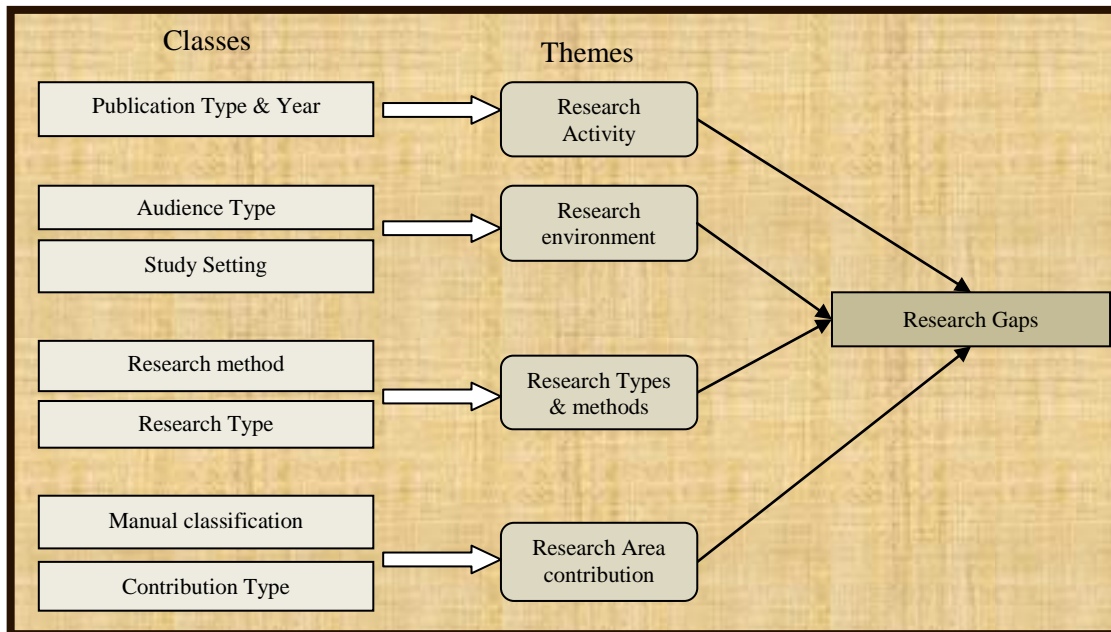 Classes
Themes
Publication Type & Year
Research
Activity
Audience Type
Study Setting
Research
environment
Research Gaps
Research method
Research Type
Research Types
& methods
Manual classification
Contribution Type
Research Area
contribution